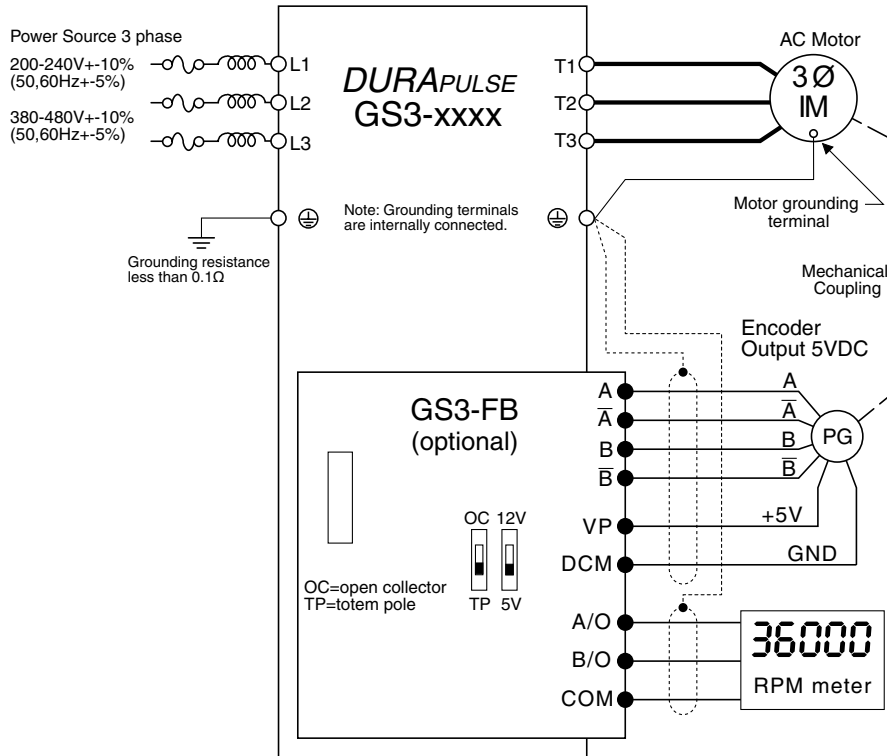 Power Source 3 phase
200-240V+-10%
(50,60Hz+-5%)
380-480V+-10%
(50,60Hz+-5%)
L1
L2
L3
DURAPULSE
GS3-xxxx
T1
T2
T3
AC Motor
3Ø
IM
Motor grounding
terminal
Note: Grounding terminals
are internally connected.
Grounding resistance
less than 0.1Ω
Mechanical
Coupling
Encoder
Output 5VDC
GS3-FB
(optional)
A
A̅
B
B̅
VP
DCM
A/O
B/O
COM
A
A̅
B
B̅
+5V
GND
PG
OC 12V
TP 5V
OC=open collector
TP=totem pole
36000
RPM meter